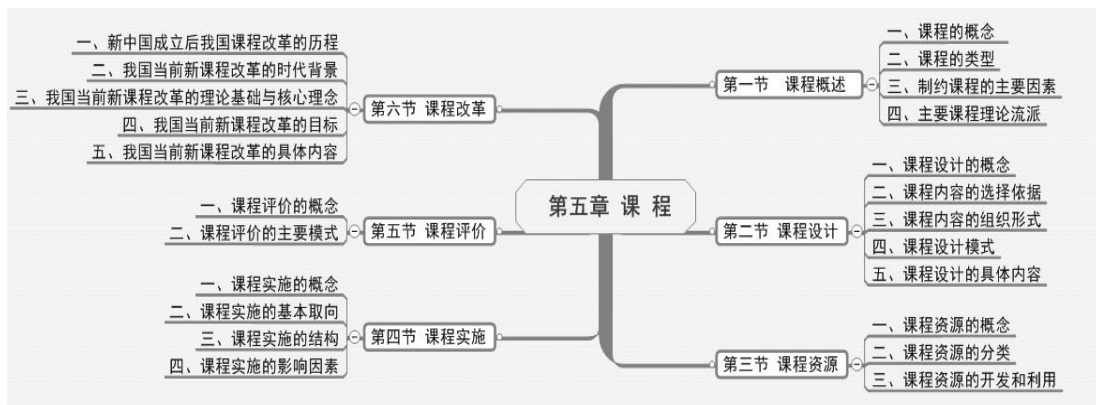 第五章 课 程
第一节 课程概述
一、课程的概念
二、课程的类型
三、制约课程的主要因素
四、主要课程理论流派
第二节 课程设计
一、课程设计的概念
二、课程内容的选择依据
三、课程内容的组织形式
四、课程设计模式
五、课程设计的具体内容
第三节 课程资源
一、课程资源的概念
二、课程资源的分类
三、课程资源的开发和利用
第四节 课程实施
一、课程实施的概念
二、课程实施的基本取向
三、课程实施的结构
四、课程实施的影响因素
第五节 课程评价
一、课程评价的概念
二、课程评价的主要模式
第六节 课程改革
一、新中国成立后我国课程改革的历程
二、我国当前新课程改革的时代背景
三、我国当前新课程改革的理论基础与核心理念
四、我国当前新课程改革的目标
五、我国当前新课程改革的具体内容